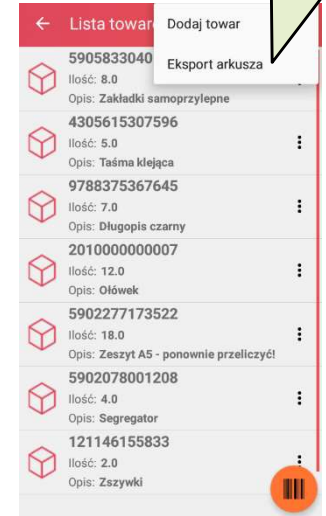 Lista towar
Dodaj towar
Eksport arkusza
5905833040
Ilość: 8.0
Opis: Zakładki samoprzylepne
4305615307596
Ilość: 5.0
Opis: Taśma klejąca
9788375367645
Ilość: 7.0
Opis: Długopis czarny
2010000000007
Ilość: 12.0
Opis: Ołówek
5902277173522
Ilość: 18.0
Opis: Zeszyt A5 - ponownie przeliczyć!
5902078001208
Ilość: 4.0
Opis: Segregator
121146155833
Ilość: 2.0
Opis: Zszywki